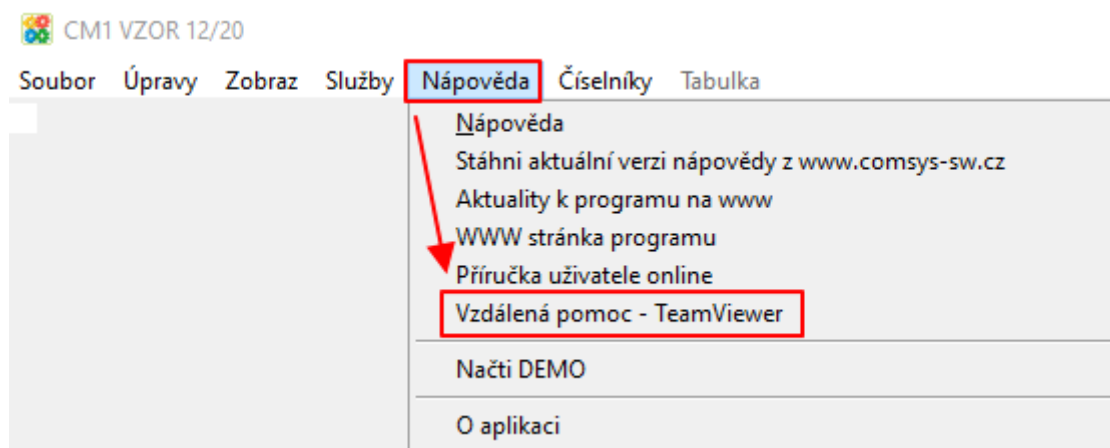 CM1 VZOR 12/20
Soubor Úpravy Zobraz Služby Nápověda Číselníky Tabulka
Nápověda
Stáhni aktuální verzi nápovědy z www.comsys-sw.cz
Aktuality k programu na www
WWW stránka programu
Příručka uživatele online
Vzdálená pomoc - TeamViewer
Načti DEMO
O aplikaci